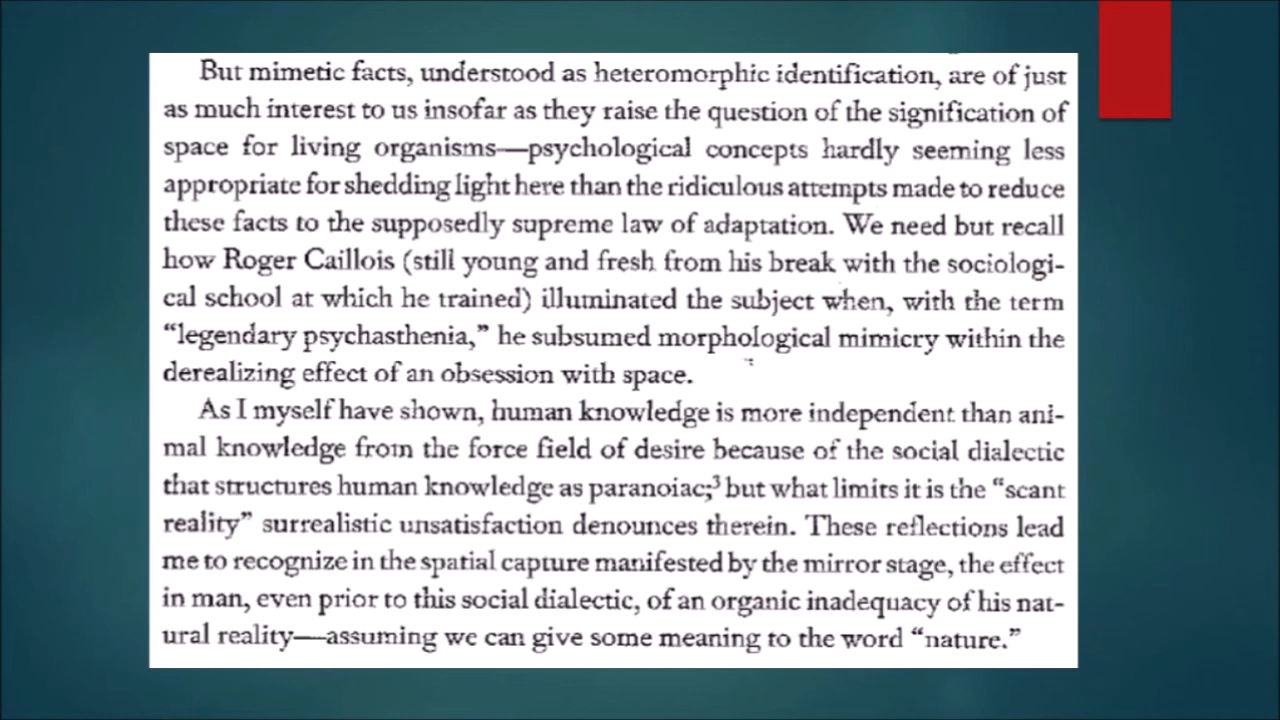 But mimetic facts, understood as heteromorphic identification, are of just
as much interest to us insofar as they raise the question of the signification of
space for living organisms—psychological concepts hardly seeming less
appropriate for shedding light here than the ridiculous attempts made to reduce
these facts to the supposedly supreme law of adaptation. We need but recall
how Roger Caillois (still young and fresh from his break with the sociologi-
cal school at which he trained) illuminated the subject when, with the term
“legendary psychasthenia,” he subsumed morphological mimicry within the
derealizing effect of an obsession with space.
As I myself have shown, human knowledge is more independent than ani-
mal knowledge from the force field of desire because of the social dialectic
that structures human knowledge as paranoiac;³ but what limits it is the “scant
reality” surrealistic unsatisfaction denounces therein. These reflections lead
me to recognize in the spatial capture manifested by the mirror stage, the effect
in man, even prior to this social dialectic, of an organic inadequacy of his nat-
ural reality—assuming we can give some meaning to the word “nature.”